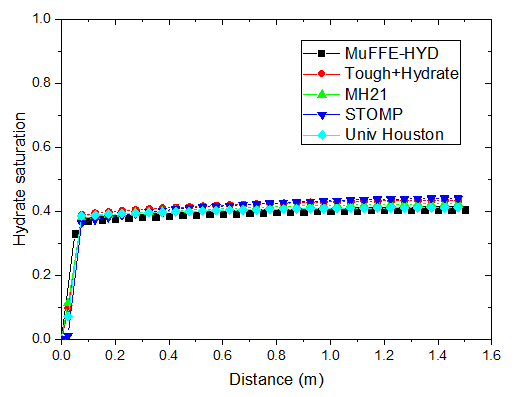 1.0
0.8
0.6
0.4
0.2
0.0
Hydrate saturation
MuFFE-HYD
Tough+Hydrate
MH21
STOMP
Univ Houston
0.0 0.2 0.4 0.6 0.8 1.0 1.2 1.4 1.6
Distance (m)